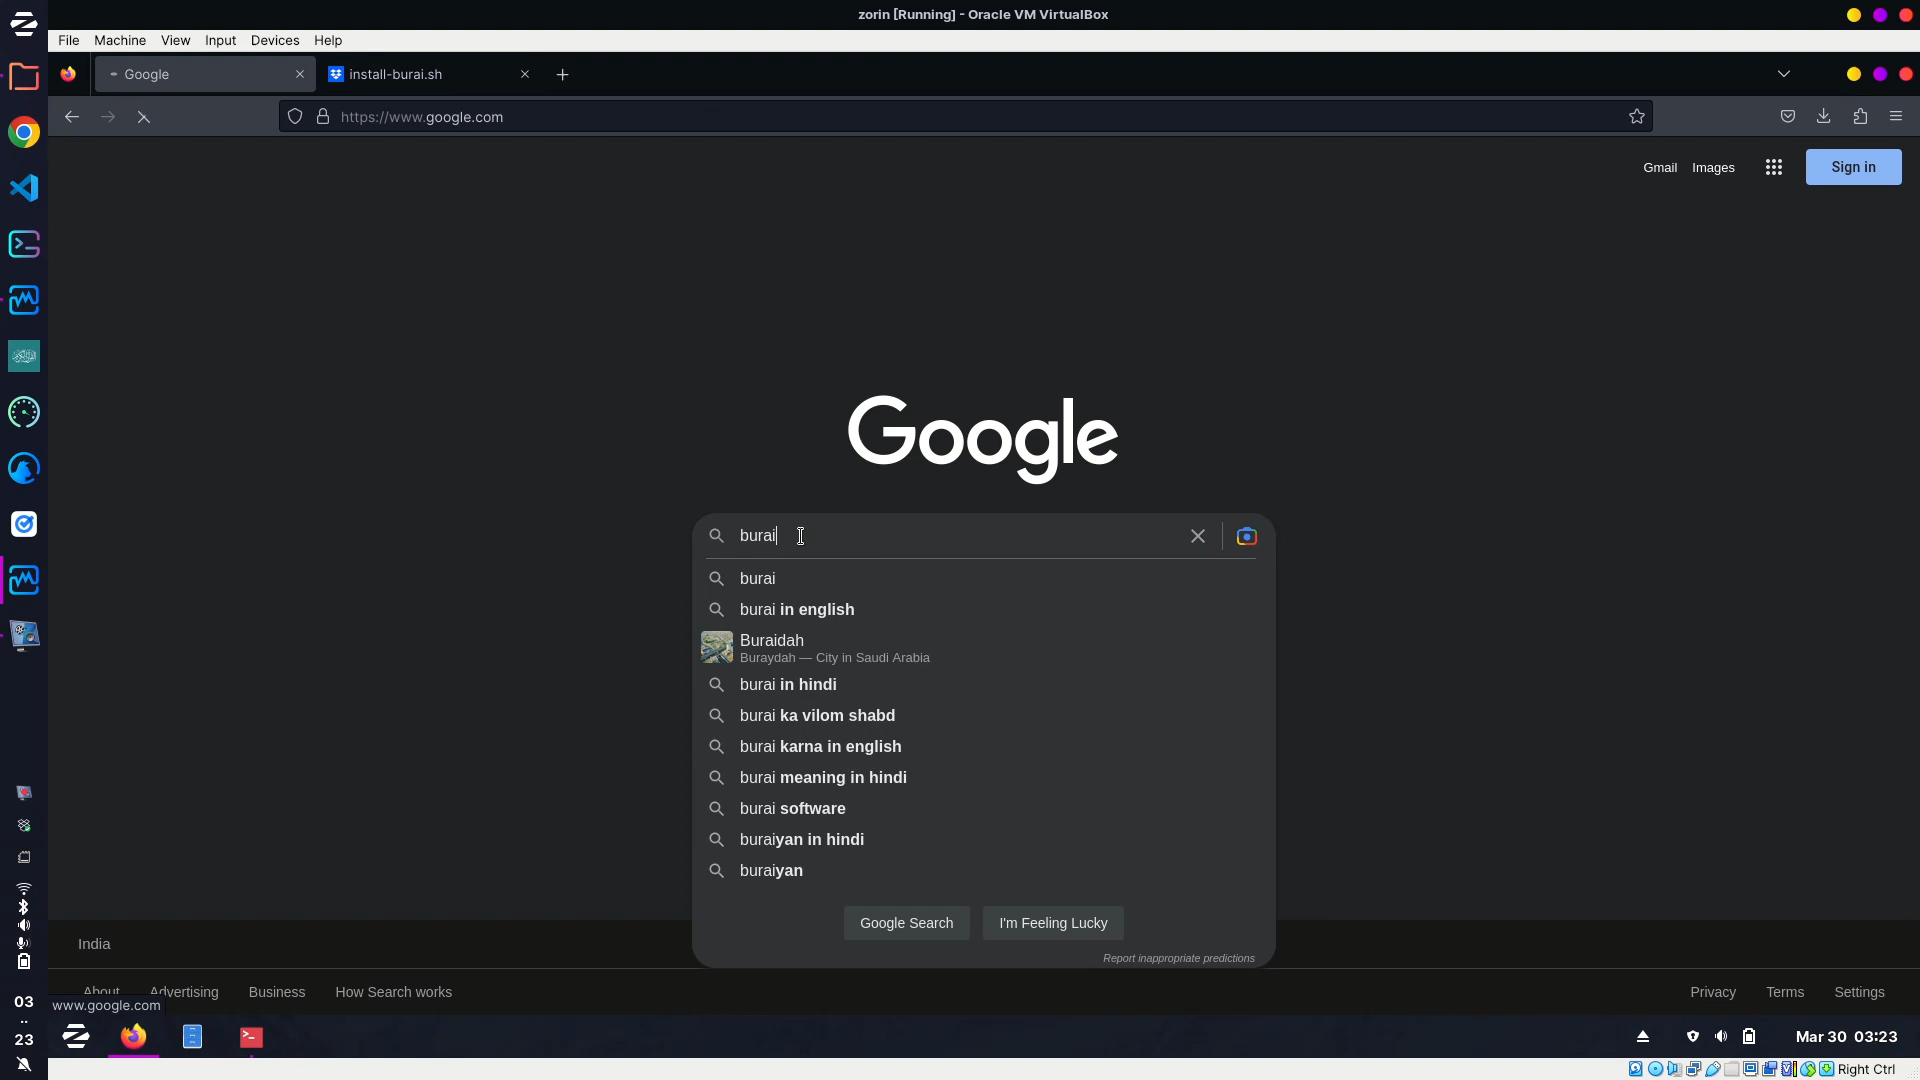 zorin [Running] - Oracle VM VirtualBox
File Machine View Input Devices Help
Google
install-burai.sh
https://www.google.com
Gmail Images Sign in
Google
burai
burai
burai in english
Buraidah
Buraydah — City in Saudi Arabia
burai in hindi
burai ka vilom shabd
burai karna in english
burai meaning in hindi
burai software
buraiyan in hindi
buraiyan
Google Search I'm Feeling Lucky
Report inappropriate predictions
India
About Advertising Business How Search works
Privacy Terms Settings
www.google.com
03
23
Mar 30 03:23
Right Ctrl